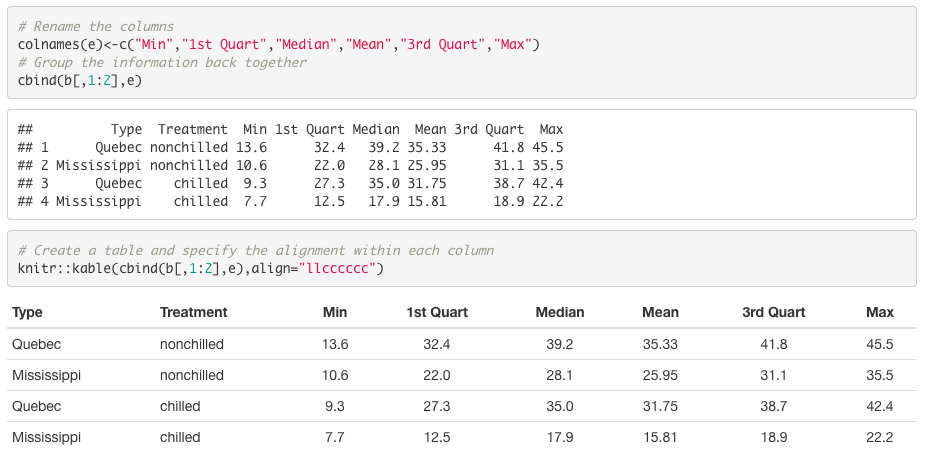 # Rename the columns
colnames(e)<-c("Min","1st Quart","Median","Mean","3rd Quart","Max")
# Group the information back together
cbind(b[,1:2],e)
##          Type  Treatment  Min 1st Quart Median  Mean 3rd Quart  Max
## 1      Quebec nonchilled 13.6      32.4   39.2 35.33      41.8 45.5
## 2 Mississippi nonchilled 10.6      22.0   28.1 25.95      31.1 35.5
## 3      Quebec    chilled  9.3      27.3   35.0 31.75      38.7 42.4
## 4 Mississippi    chilled  7.7      12.5   17.9 15.81      18.9 22.2
# Create a table and specify the alignment within each column
knitr::kable(cbind(b[,1:2],e),align="llcccccc")
Type Treatment Min 1st Quart Median Mean 3rd Quart Max
Quebec nonchilled 13.6 32.4 39.2 35.33 41.8 45.5
Mississippi nonchilled 10.6 22.0 28.1 25.95 31.1 35.5
Quebec chilled 9.3 27.3 35.0 31.75 38.7 42.4
Mississippi chilled 7.7 12.5 17.9 15.81 18.9 22.2